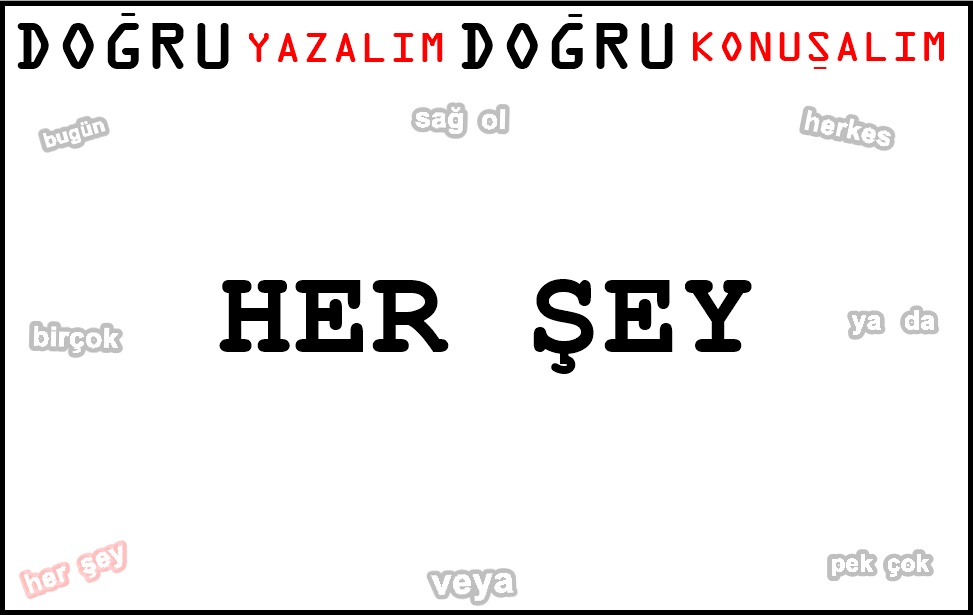 DOĞRU YAZALIM DOĞRU KONUŞALIM
bugün sağ ol herkes
HER ŞEY
birçok ya da
her şey veya pek çok